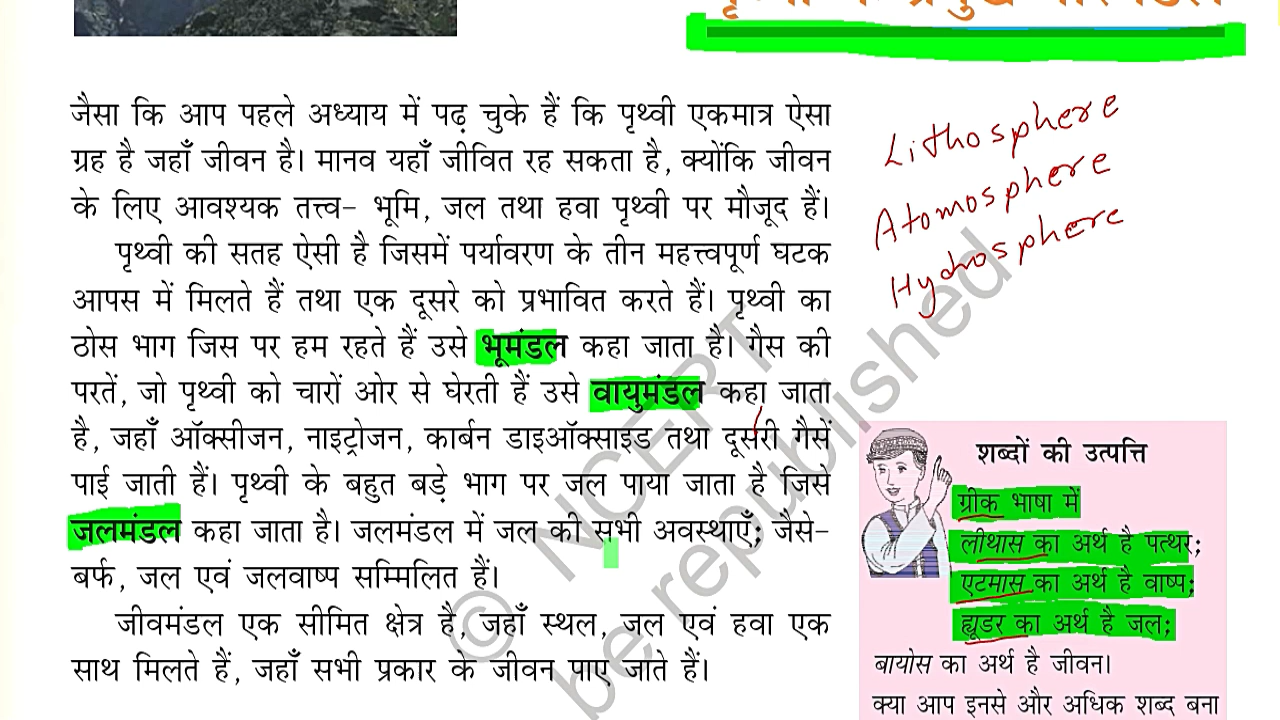 जैसा कि आप पहले अध्याय में पढ़ चुके हैं कि पृथ्वी एकमात्र ऐसा
ग्रह है जहाँ जीवन है। मानव यहाँ जीवित रह सकता है, क्योंकि जीवन
के लिए आवश्यक तत्त्व- भूमि, जल तथा हवा पृथ्वी पर मौजूद हैं।
पृथ्वी की सतह ऐसी है जिसमें पर्यावरण के तीन महत्त्वपूर्ण घटक
आपस में मिलते हैं तथा एक दूसरे को प्रभावित करते हैं। पृथ्वी का
ठोस भाग जिस पर हम रहते हैं उसे भूमंडल कहा जाता है। गैस की
परतें, जो पृथ्वी को चारों ओर से घेरती हैं उसे वायुमंडल कहा जाता
है, जहाँ ऑक्सीजन, नाइट्रोजन, कार्बन डाइऑक्साइड तथा दूसरी गैसें
पाई जाती हैं। पृथ्वी के बहुत बड़े भाग पर जल पाया जाता है जिसे
जलमंडल कहा जाता है। जलमंडल में जल की सभी अवस्थाएँ; जैसे-
बर्फ, जल एवं जलवाष्प सम्मिलित हैं।
जीवमंडल एक सीमित क्षेत्र है, जहाँ स्थल, जल एवं हवा एक
साथ मिलते हैं, जहाँ सभी प्रकार के जीवन पाए जाते हैं।
Lithosphere
Atomosphere
Hydrosphere
शब्दों की उत्पत्ति
ग्रीक भाषा में
लीथास का अर्थ है पत्थर;
एटमास का अर्थ है वाष्प;
ह्यूडर का अर्थ है जल;
बायोस का अर्थ है जीवन।
क्या आप इनसे और अधिक शब्द बना
© NCERT
be republished